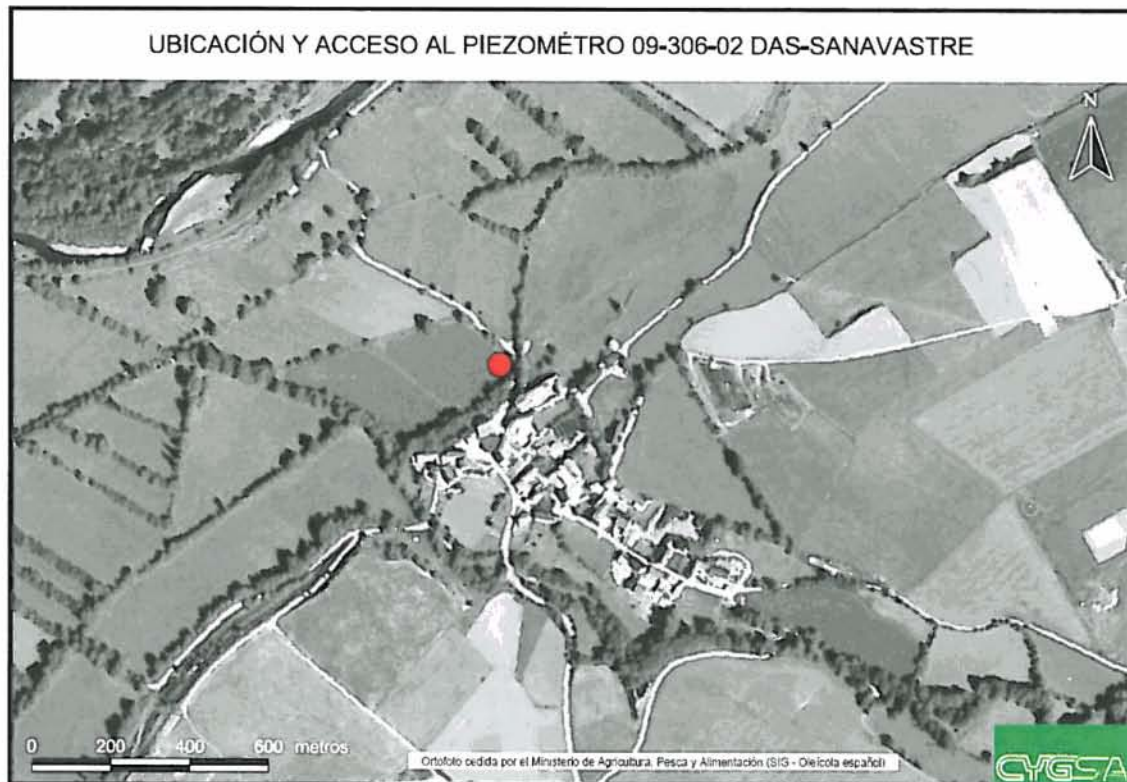 UBICACIÓN Y ACCESO AL PIEZOMÉTRO 09-306-02 DAS-SANAVASTRE
N
0 200 400 600 metros
Ortofoto cedida por el Ministerio de Agricultura, Pesca y Alimentación (SIG - Oleícola español)
CYGSA